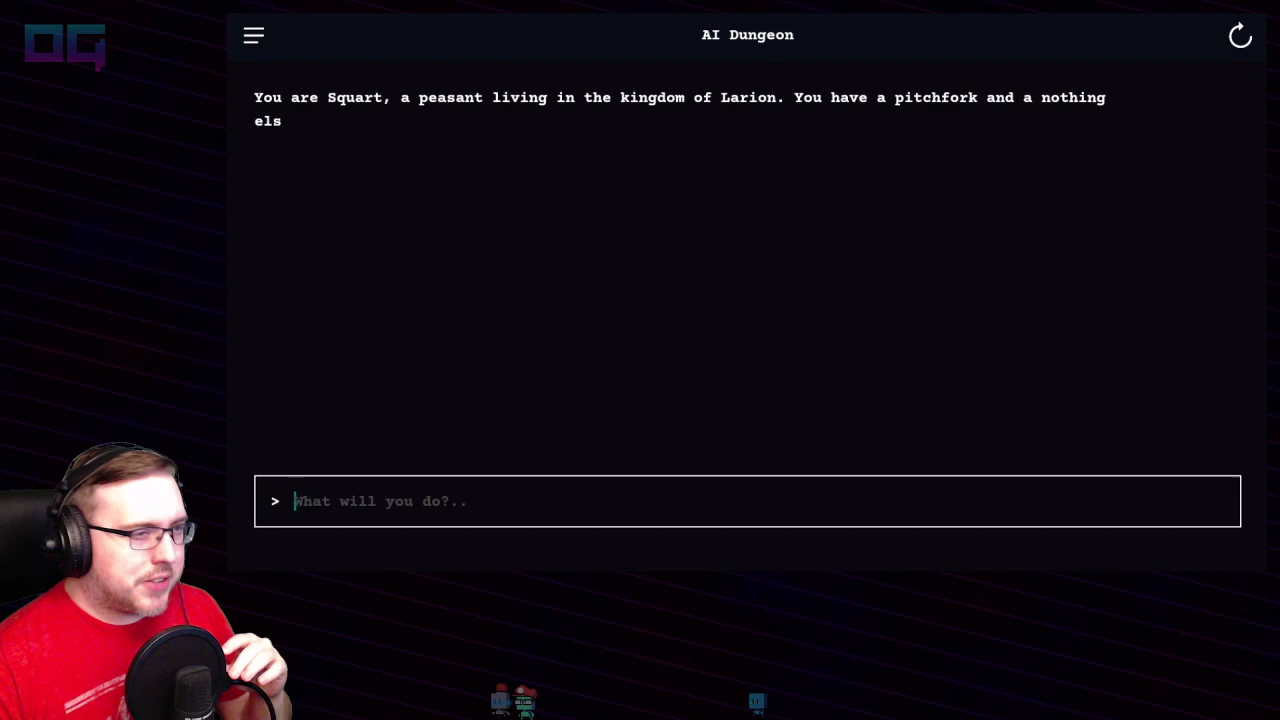 OG
AI Dungeon
You are Squart, a peasant living in the kingdom of Larion. You have a pitchfork and a nothing
els
> What will you do?..